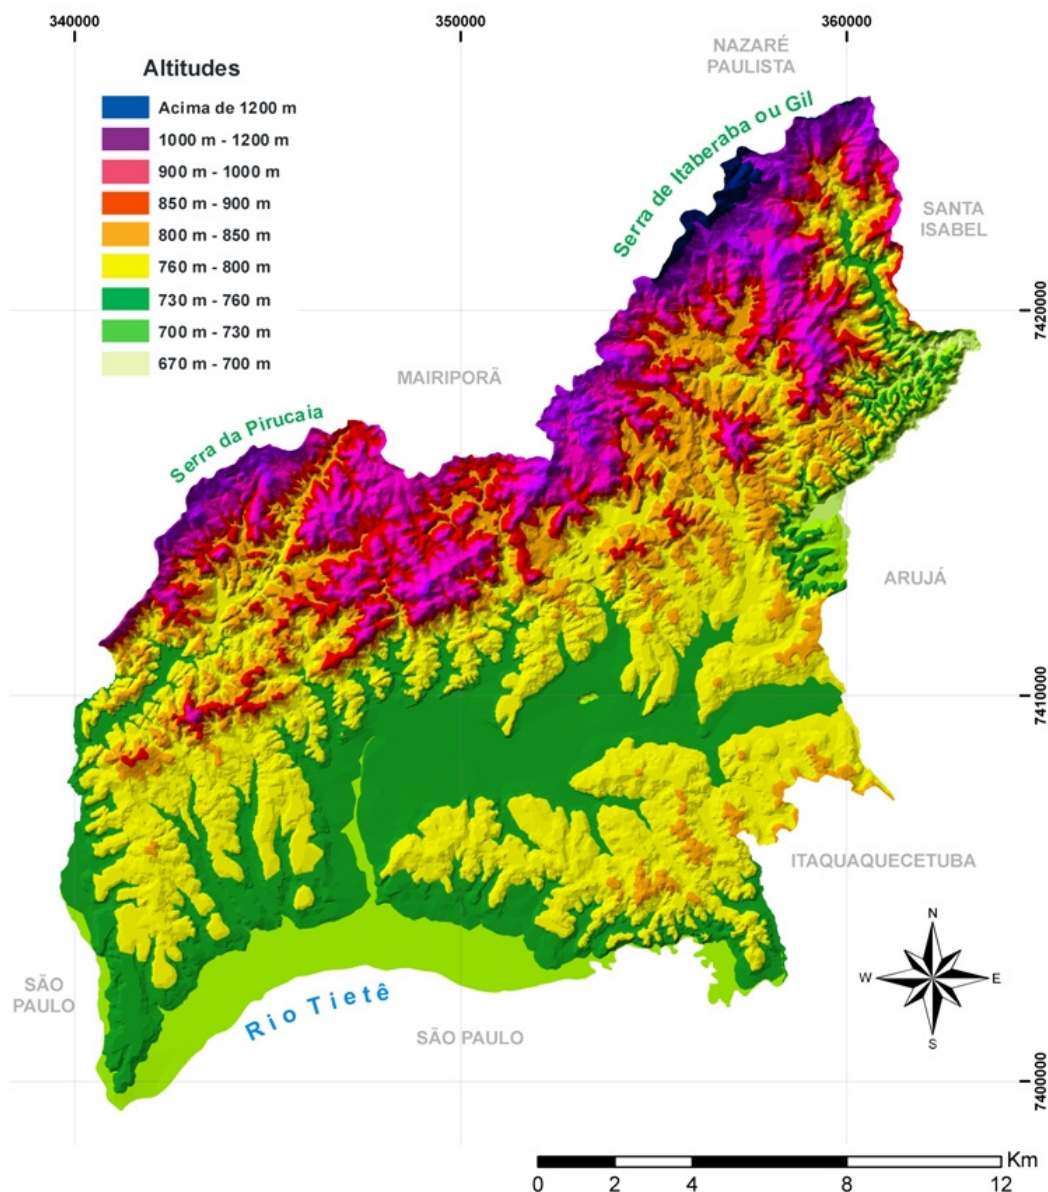 340000
350000
360000
NAZARÉ
PAULISTA
Altitudes
Acima de 1200 m
1000 m - 1200 m
900 m - 1000 m
850 m - 900 m
800 m - 850 m
760 m - 800 m
730 m - 760 m
700 m - 730 m
670 m - 700 m
Serra de Itaberaba ou Gil
SANTA
ISABEL
7420000
MAIRIPORÃ
Serra da Pirucaia
ARUJÁ
7410000
ITAQUAQUECETUBA
N
W
E
S
SÃO
PAULO
Rio Tietê
SÃO PAULO
7400000
Km
0 2 4 8 12